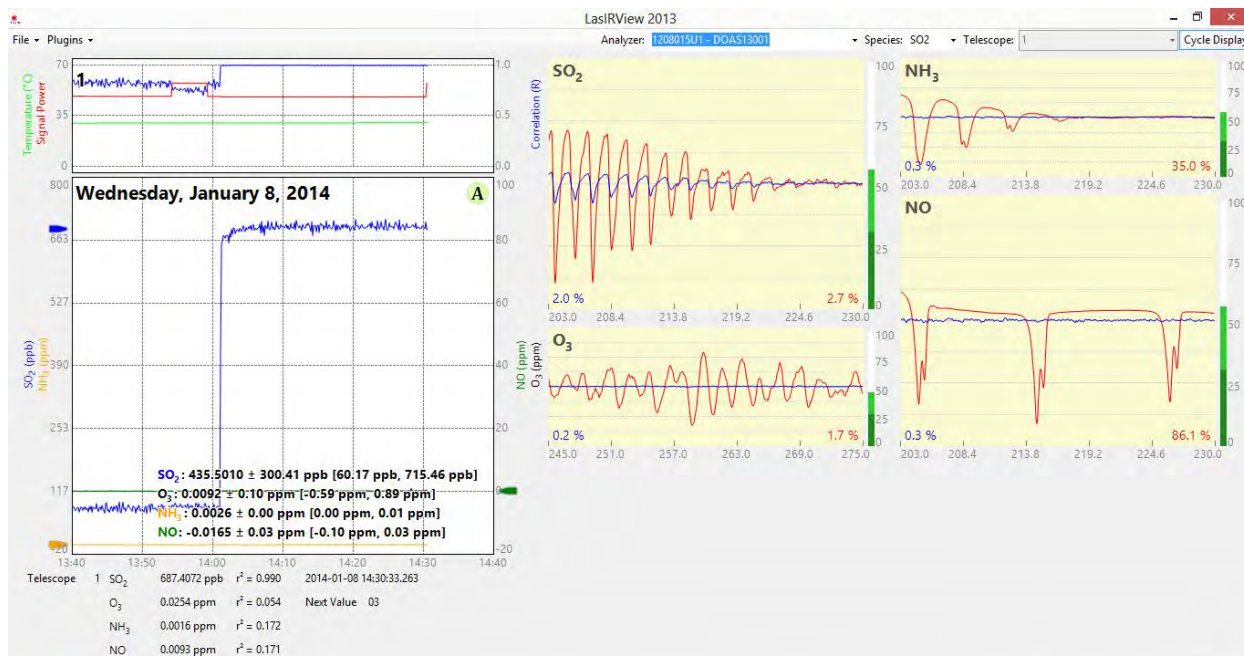 LasIRView 2013
File Plugins Analyzer: 1208015U1 - DOAS13001 Species: SO2 Telescope: 1 Cycle Display
Temperature (°C)
Signal Power
70
35
0
1
1.0
0.5
0.0
Correlation (R)
Wednesday, January 8, 2014
A
SO₂ (ppb)
NH₃ (ppm)
800
663
527
390
253
117
-20
100
80
60
40
20
0
-20
NO (ppm)
O₃ (ppm)
SO₂: 435.5010 ± 300.41 ppb [60.17 ppb, 715.46 ppb]
O₃: 0.0092 ± 0.10 ppm [-0.59 ppm, 0.89 ppm]
NH₃: 0.0026 ± 0.00 ppm [0.00 ppm, 0.01 ppm]
NO: -0.0165 ± 0.03 ppm [-0.10 ppm, 0.03 ppm]
13:40 13:50 14:00 14:10 14:20 14:30 14:40
Telescope 1 SO₂ 687.4072 ppb r² = 0.990 2014-01-08 14:30:33.263
O₃ 0.0254 ppm r² = 0.054 Next Value 03
NH₃ 0.0016 ppm r² = 0.172
NO 0.0093 ppm r² = 0.171
SO₂
100
75
50
25
0
2.0 % 2.7 %
203.0 208.4 213.8 219.2 224.6 230.0
O₃
100
75
50
25
0
0.2 % 1.7 %
245.0 251.0 257.0 263.0 269.0 275.0
NH₃
100
75
50
25
0
0.3 % 35.0 %
203.0 208.4 213.8 219.2 224.6 230.0
NO
100
75
50
25
0
0.3 % 86.1 %
203.0 208.4 213.8 219.2 224.6 230.0